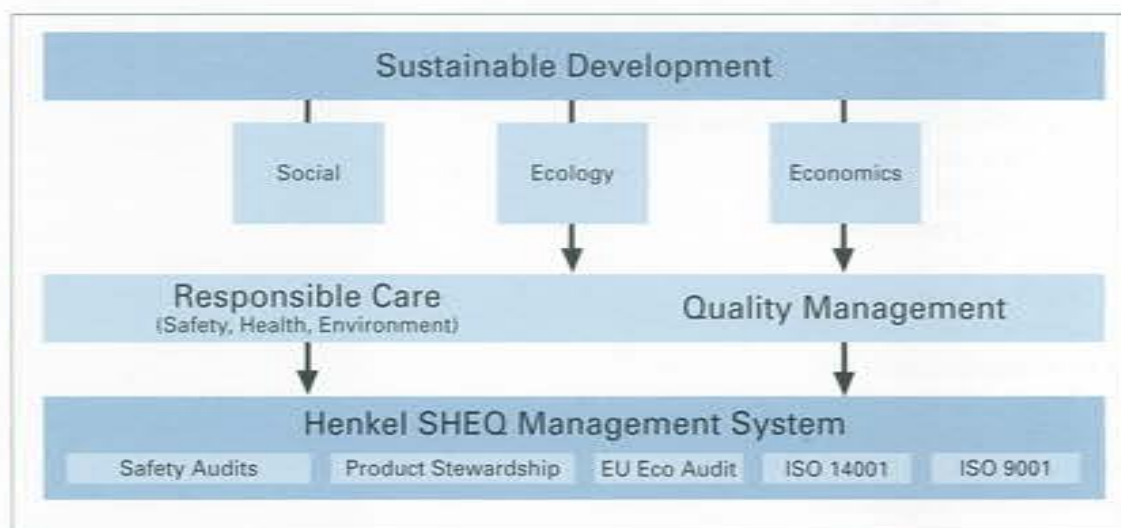 Sustainable Development
Social
Ecology
Economics
Responsible Care
(Safety, Health, Environment)
Quality Management
Henkel SHEQ Management System
Safety Audits
Product Stewardship
EU Eco Audit
ISO 14001
ISO 9001